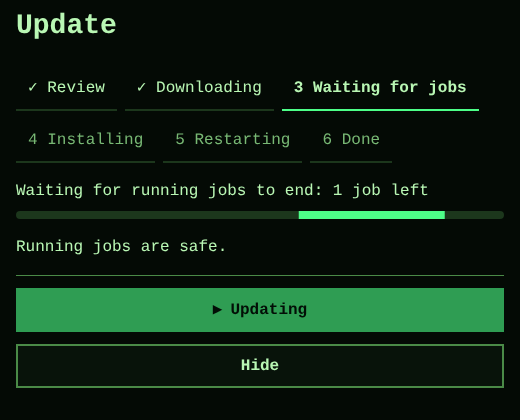 Update
✓ Review ✓ Downloading 3 Waiting for jobs
4 Installing 5 Restarting 6 Done
Waiting for running jobs to end: 1 job left
Running jobs are safe.
▶ Updating
Hide